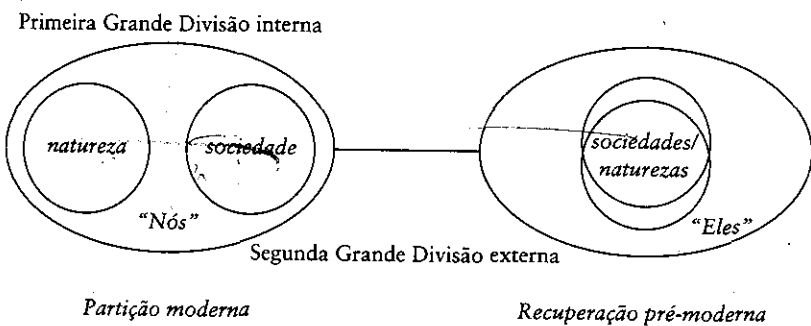 Primeira Grande Divisão interna
natureza
sociedade
sociedades/
naturezas
“Nós”
“Eles”
Segunda Grande Divisão externa
Partição moderna
Recuperação pré-moderna